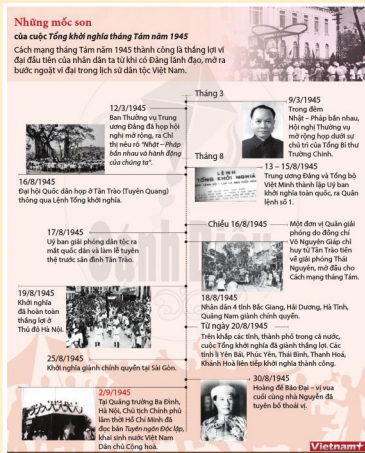 Những mốc son
của cuộc Tổng khởi nghĩa tháng Tám năm 1945
Cách mạng tháng Tám năm 1945 thành công là thắng lợi vĩ
đại đầu tiên của nhân dân ta từ khi có Đảng lãnh đạo, mở ra
bước ngoặt vĩ đại trong lịch sử dân tộc Việt Nam.
Tháng 3
9/3/1945
Trong đêm
Nhật – Pháp bắn nhau,
Hội nghị Thường vụ
mở rộng họp dưới sự
chủ trì của Tổng Bí thư
Trường Chinh.
12/3/1945
Ban Thường vụ Trung
ương Đảng đã họp hội
nghị mở rộng, ra Chỉ
thị nêu rõ “Nhật – Pháp
bắn nhau và hành động
của chúng ta”.
Tháng 8
13 – 15/8/1945
Trung ương Đảng và Tổng bộ
Việt Minh thành lập Uỷ ban
khởi nghĩa toàn quốc, ra Quân
lệnh số 1.
LỆNH
TỔNG KHỞI NGHĨA
16/8/1945
Đại hội Quốc dân họp ở Tân Trào (Tuyên Quang)
thông qua Lệnh Tổng khởi nghĩa.
Chiều 16/8/1945
Một đơn vị Quân giải
phóng do đồng chí
Võ Nguyên Giáp chỉ
huy từ Tân Trào tiến
về giải phóng Thái
Nguyên, mở đầu cho
Cách mạng tháng Tám.
17/8/1945
Uỷ ban giải phóng dân tộc ra
mắt quốc dân và làm lễ tuyên
thệ trước sân đình Tân Trào.
18/8/1945
Nhân dân 4 tỉnh Bắc Giang, Hải Dương, Hà Tĩnh,
Quảng Nam giành chính quyền.
19/8/1945
Khởi nghĩa
đã hoàn toàn
thắng lợi ở
Thủ đô Hà Nội.
Từ ngày 20/8/1945
Trên khắp các tỉnh, thành phố trong cả nước,
cuộc Tổng khởi nghĩa đã giành thắng lợi. Các
tỉnh lị Yên Bái, Phúc Yên, Thái Bình, Thanh Hoá,
Khánh Hoà liên tiếp khởi nghĩa thành công.
25/8/1945
Khởi nghĩa giành chính quyền tại Sài Gòn.
30/8/1945
Hoàng đế Bảo Đại – vị vua
cuối cùng nhà Nguyễn đã
tuyên bố thoái vị.
2/9/1945
Tại Quảng trường Ba Đình,
Hà Nội, Chủ tịch Chính phủ
lâm thời Hồ Chí Minh đã
đọc bản Tuyên ngôn Độc lập,
khai sinh nước Việt Nam
Dân chủ Cộng hoà.
Cánh Diều
Vietnam+